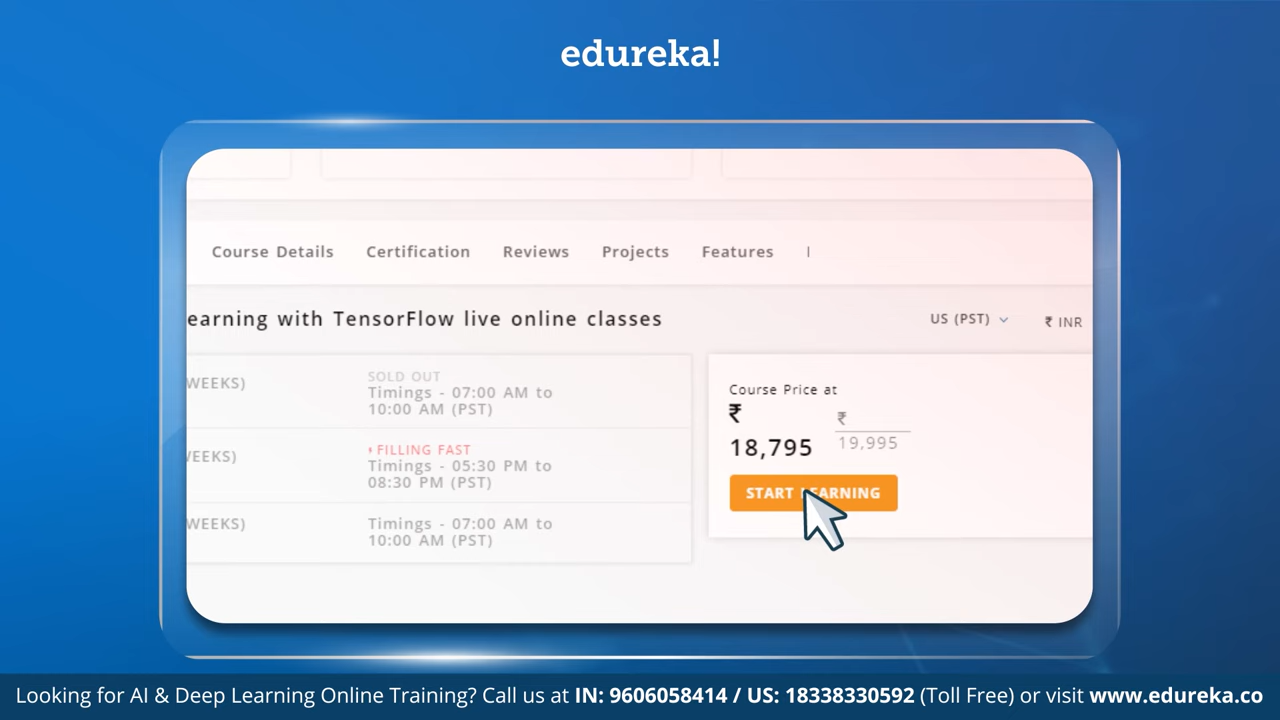 edureka!
Course Details Certification Reviews Projects Features
earning with TensorFlow live online classes
US (PST) ₹ INR
WEEKS)
SOLD OUT
Timings - 07:00 AM to
10:00 AM (PST)
WEEKS)
FILLING FAST
Timings - 05:30 PM to
08:30 PM (PST)
WEEKS)
Timings - 07:00 AM to
10:00 AM (PST)
Course Price at
₹
18,795
₹
19,995
START LEARNING
Looking for AI & Deep Learning Online Training? Call us at IN: 9606058414 / US: 18338330592 (Toll Free) or visit www.edureka.co